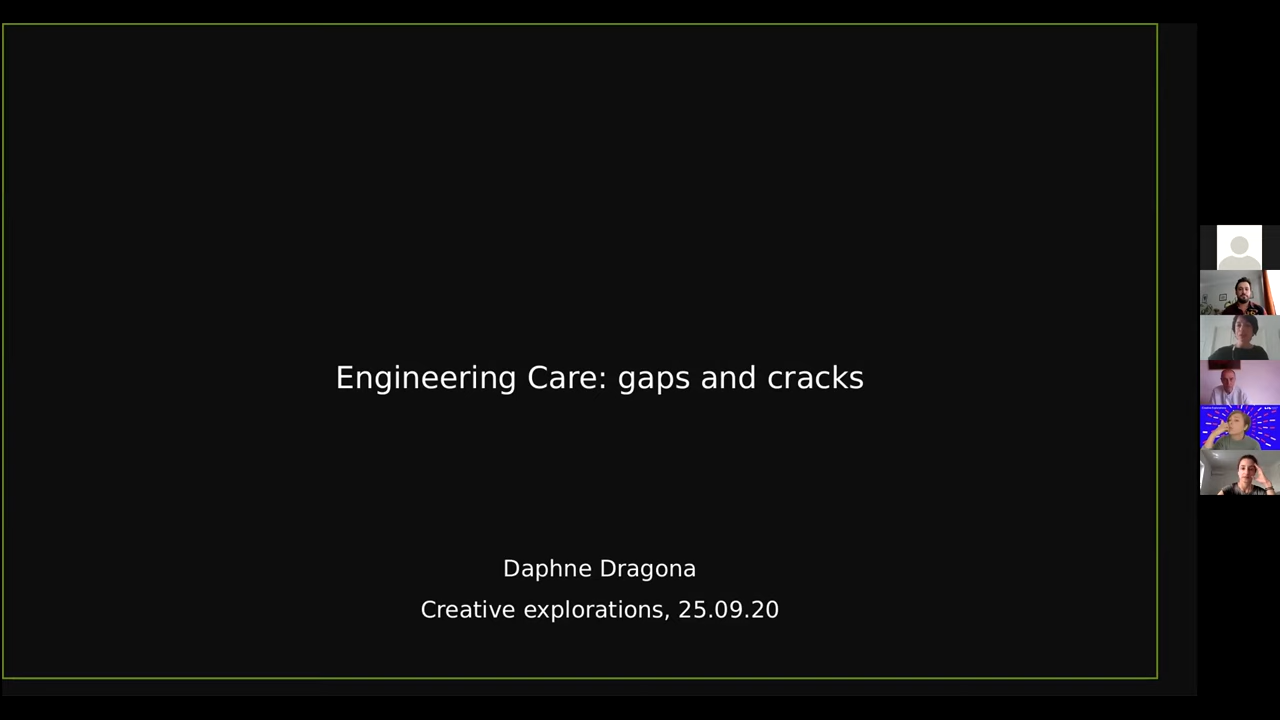 Engineering Care: gaps and cracks
Daphne Dragona
Creative explorations, 25.09.20